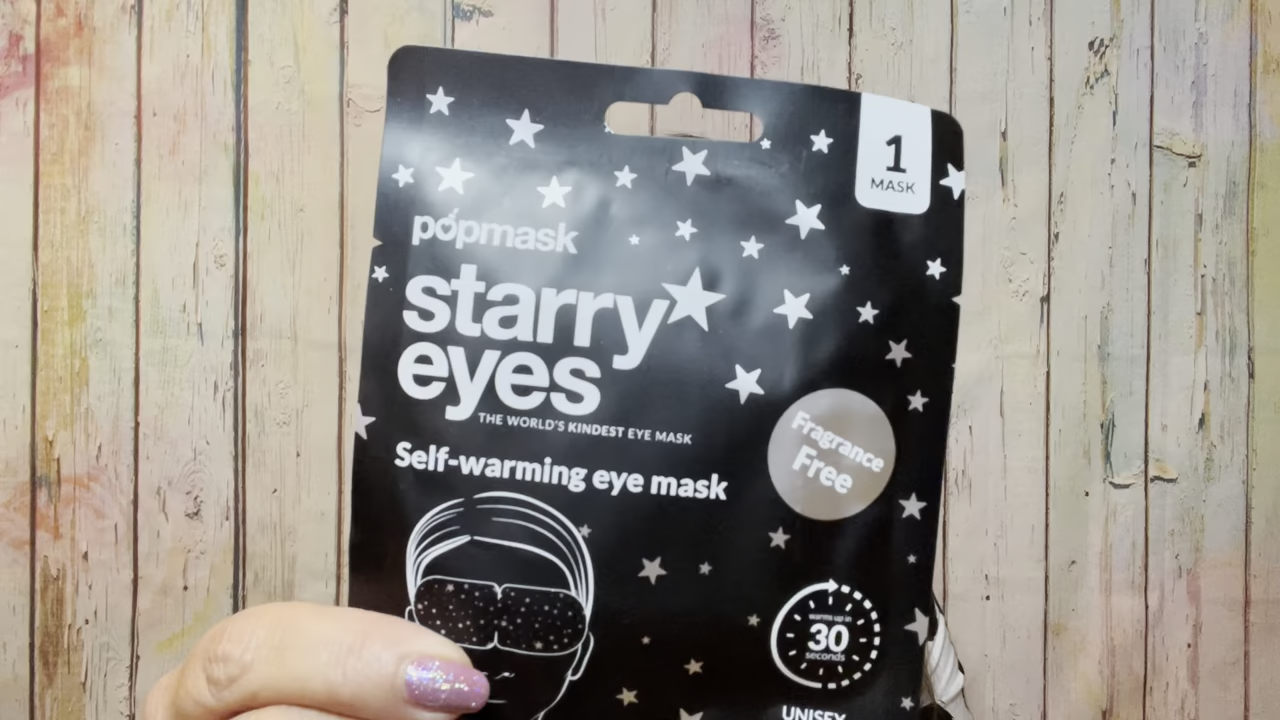 1
MASK
popmask
starry
eyes
THE WORLD'S KINDEST EYE MASK
Self-warming eye mask
Fragrance
Free
warms up in
30
seconds
UNISEX